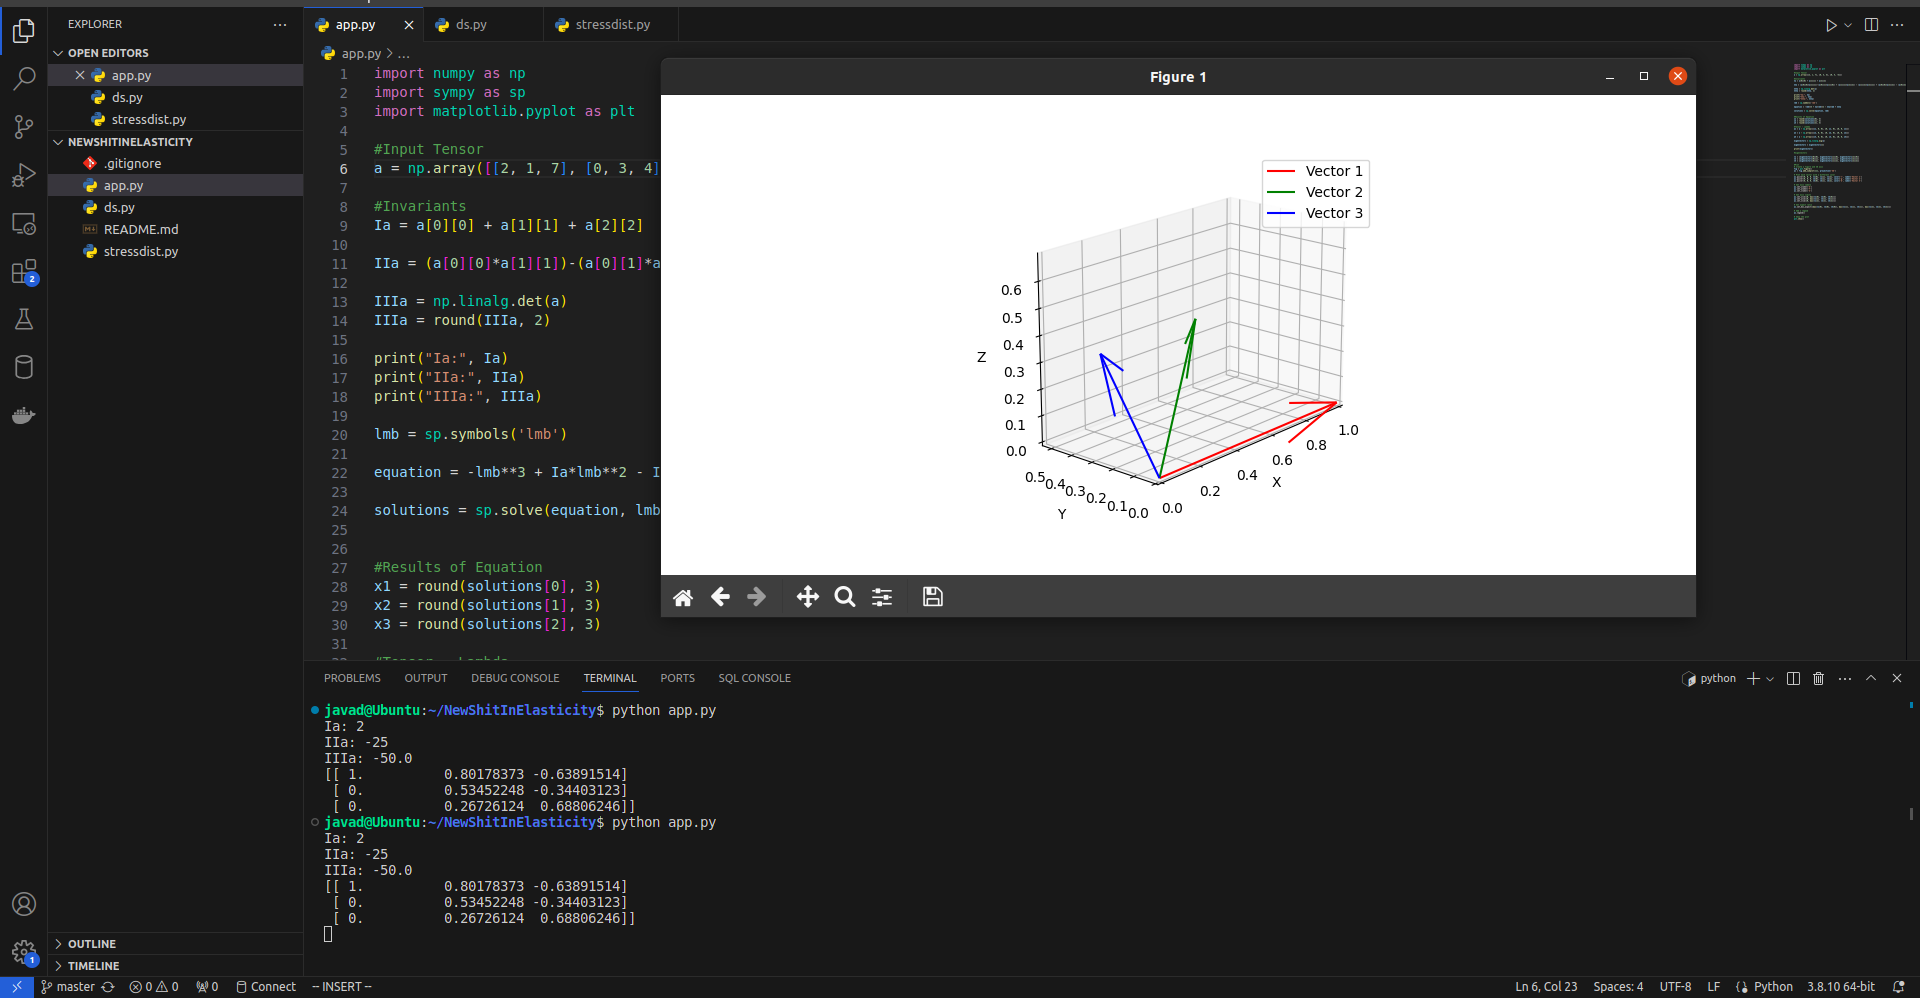 EXPLORER
OPEN EDITORS
app.py
ds.py
stressdist.py
NEWSHITINELASTICITY
.gitignore
app.py
ds.py
README.md
stressdist.py
OUTLINE
TIMELINE
2
1
app.py
ds.py
stressdist.py
app.py > ...
1 import numpy as np
2 import sympy as sp
3 import matplotlib.pyplot as plt
4
5 #Input Tensor
6 a = np.array([[2, 1, 7], [0, 3, 4]
7
8 #Invariants
9 Ia = a[0][0] + a[1][1] + a[2][2]
10
11 IIa = (a[0][0]*a[1][1])-(a[0][1]*a
12
13 IIIa = np.linalg.det(a)
14 IIIa = round(IIIa, 2)
15
16 print("Ia:", Ia)
17 print("IIa:", IIa)
18 print("IIIa:", IIIa)
19
20 lmb = sp.symbols('lmb')
21
22 equation = -lmb**3 + Ia*lmb**2 - I
23
24 solutions = sp.solve(equation, lmb
25
26
27 #Results of Equation
28 x1 = round(solutions[0], 3)
29 x2 = round(solutions[1], 3)
30 x3 = round(solutions[2], 3)
31
Figure 1
Vector 1
Vector 2
Vector 3
Z
0.6
0.5
0.4
0.3
0.2
0.1
0.0
0.5
0.4
0.3
0.2
0.1
0.0
Y
0.0
0.2
0.4
0.6
0.8
1.0
X
PROBLEMS OUTPUT DEBUG CONSOLE TERMINAL PORTS SQL CONSOLE
python
javad@Ubuntu:~/NewShitInElasticity$ python app.py
Ia: 2
IIa: -25
IIIa: -50.0
[[ 1. 0.80178373 -0.63891514]
[ 0. 0.53452248 -0.34403123]
[ 0. 0.26726124 0.68806246]]
javad@Ubuntu:~/NewShitInElasticity$ python app.py
Ia: 2
IIa: -25
IIIa: -50.0
[[ 1. 0.80178373 -0.63891514]
[ 0. 0.53452248 -0.34403123]
[ 0. 0.26726124 0.68806246]]
master 0 0 0 Connect -- INSERT -- Ln 6, Col 23 Spaces: 4 UTF-8 LF Python 3.8.10 64-bit